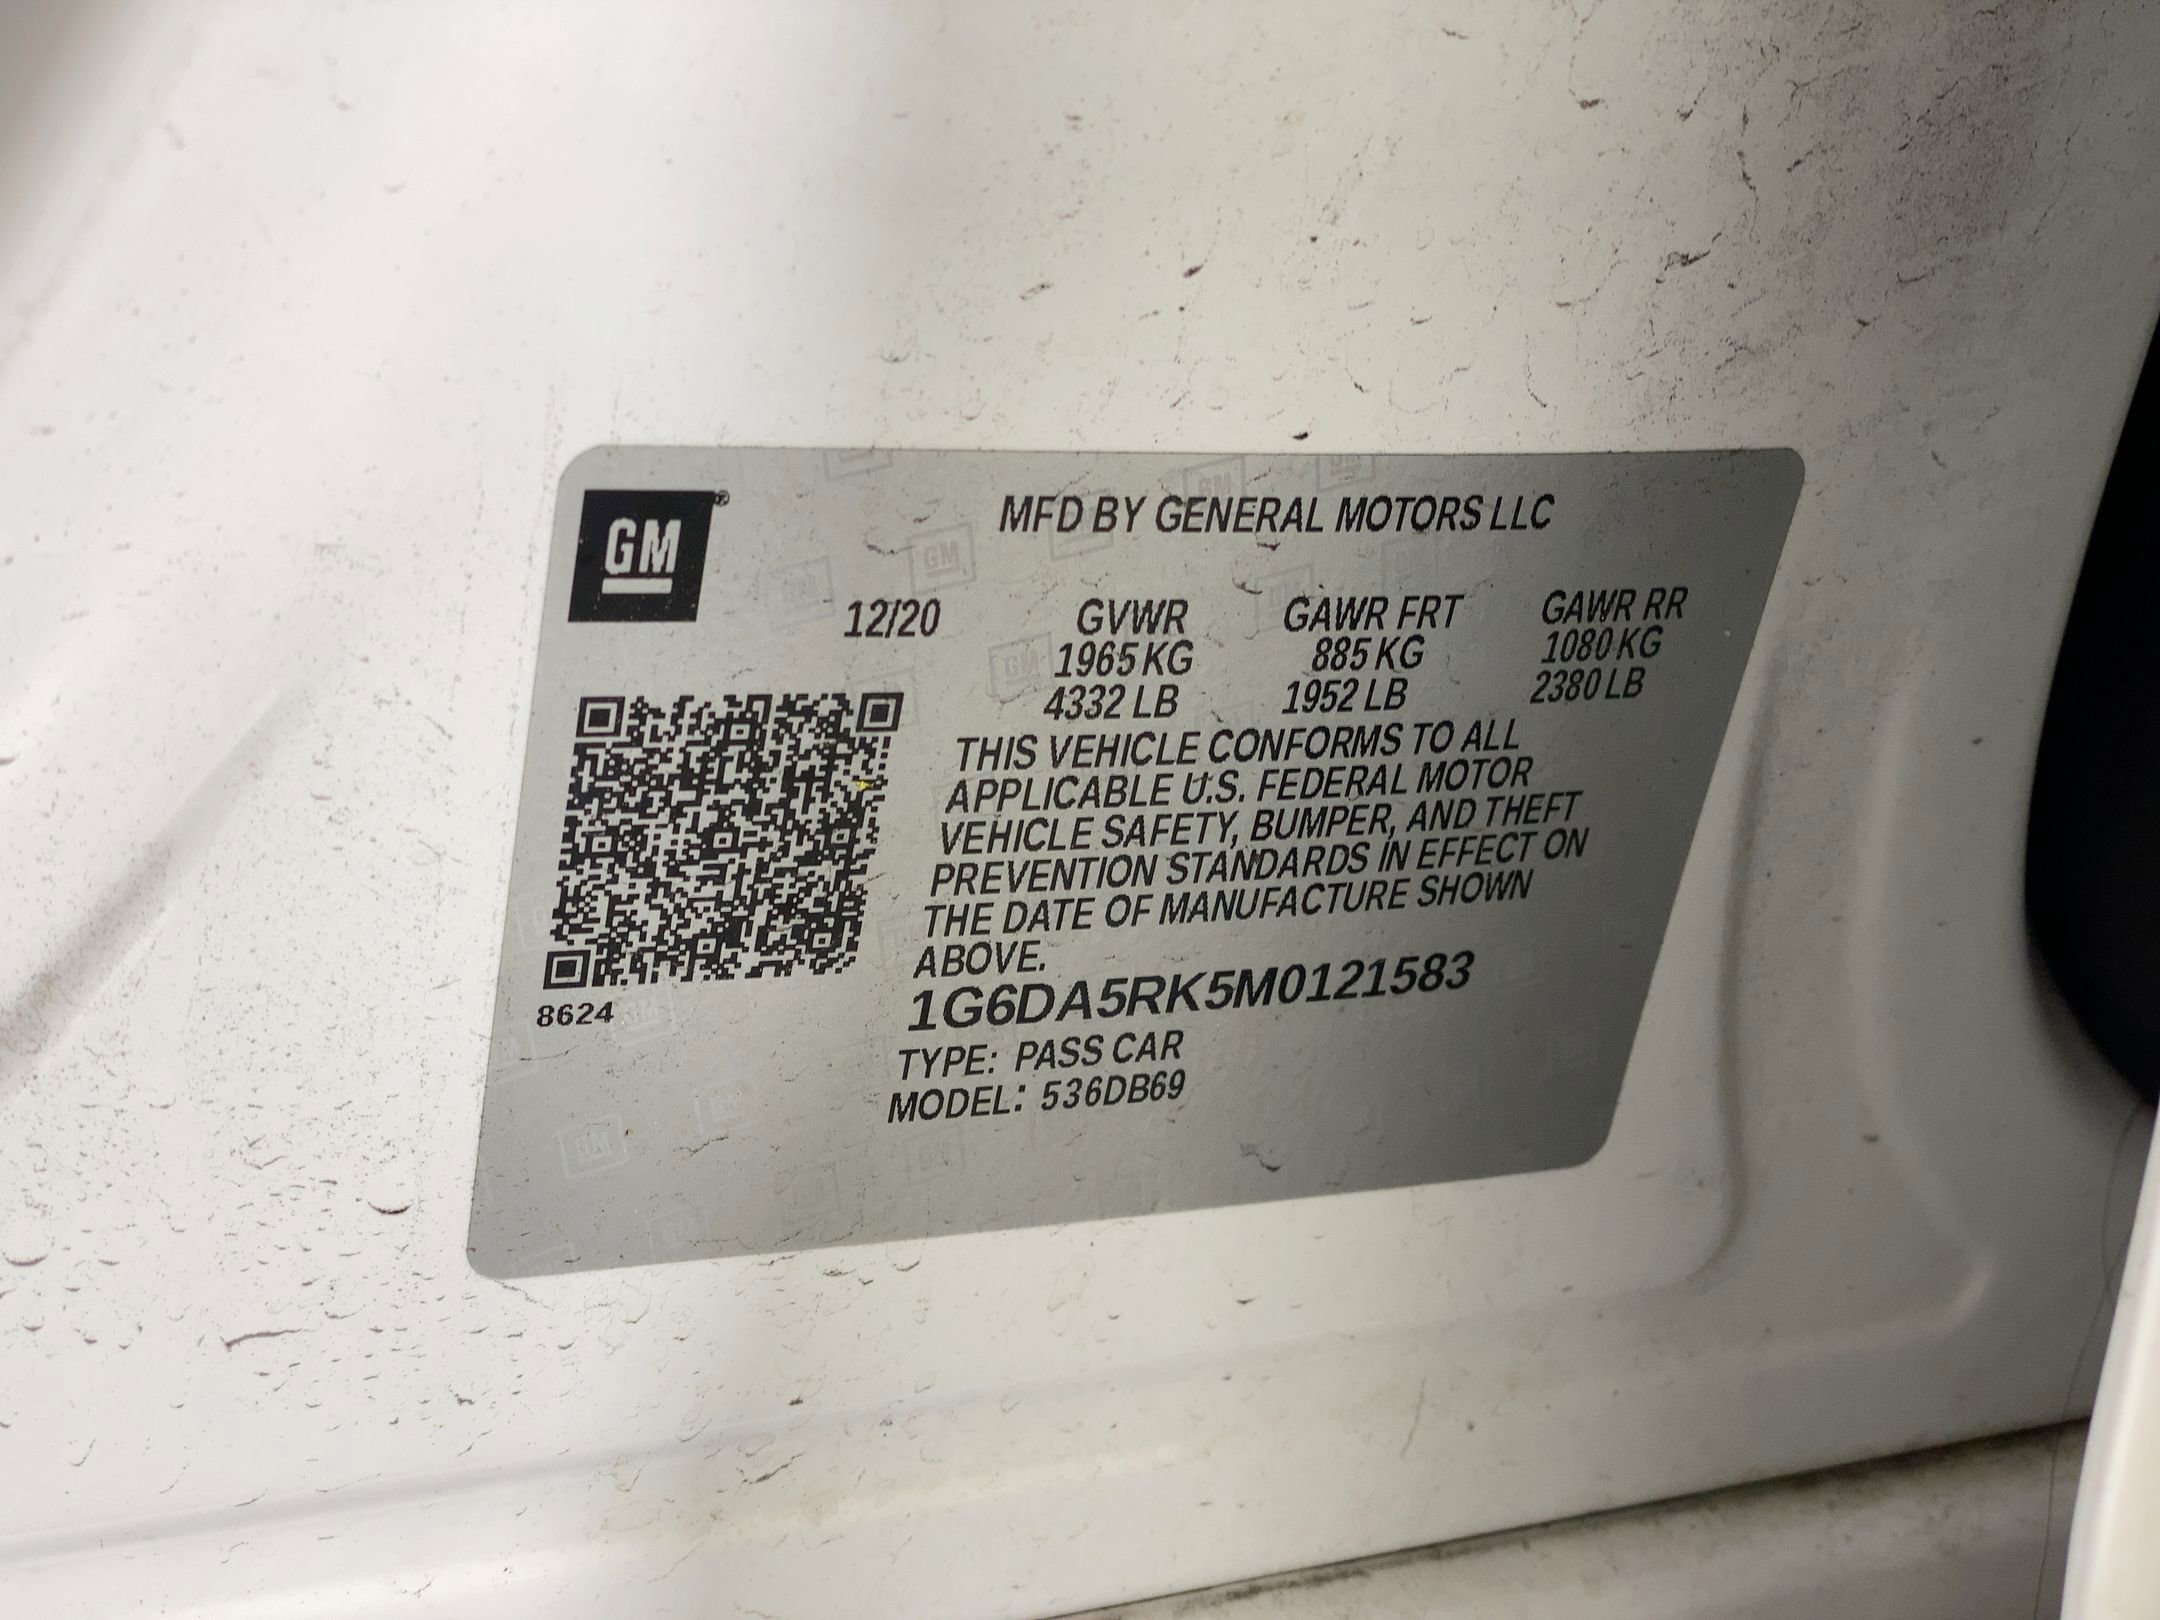 GM
MFD BY GENERAL MOTORS LLC
12/20 GVWR GAWR FRT GAWR RR
1965 KG 885 KG 1080 KG
4332 LB 1952 LB 2380 LB
THIS VEHICLE CONFORMS TO ALL
APPLICABLE U.S. FEDERAL MOTOR
VEHICLE SAFETY, BUMPER, AND THEFT
PREVENTION STANDARDS IN EFFECT ON
THE DATE OF MANUFACTURE SHOWN
ABOVE.
8624
1G6DA5RK5M0121583
TYPE: PASS CAR
MODEL: 536DB69